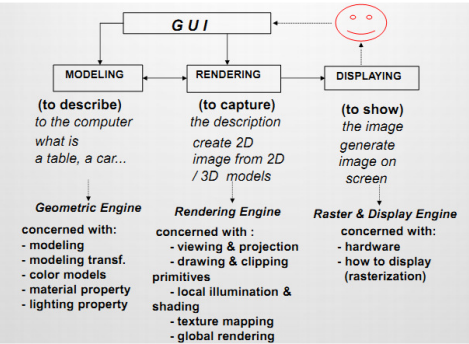 G U I
MODELING
RENDERING
DISPLAYING
(to describe)
to the computer
what is
a table, a car...
(to capture)
the description
create 2D
image from 2D
/ 3D models
(to show)
the image
generate
image on
screen
Geometric Engine
concerned with:
- modeling
- modeling transf.
- color models
- material property
- lighting property
Rendering Engine
concerned with :
- viewing & projection
- drawing & clipping
primitives
- local illumination &
shading
- texture mapping
- global rendering
Raster & Display Engine
concerned with:
- hardware
- how to display
(rasterization)